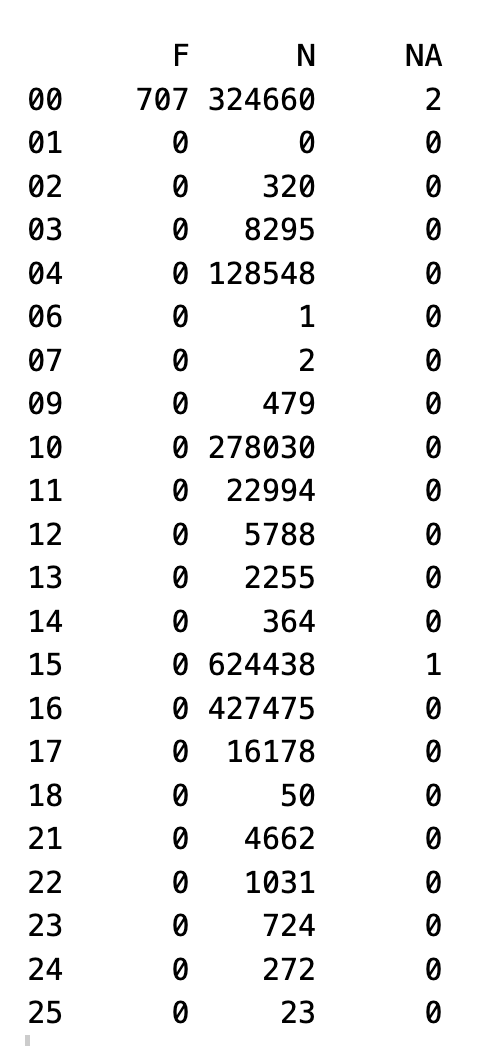 F N NA
00 707 324660 2
01 0 0 0
02 0 320 0
03 0 8295 0
04 0 128548 0
06 0 1 0
07 0 2 0
09 0 479 0
10 0 278030 0
11 0 22994 0
12 0 5788 0
13 0 2255 0
14 0 364 0
15 0 624438 1
16 0 427475 0
17 0 16178 0
18 0 50 0
21 0 4662 0
22 0 1031 0
23 0 724 0
24 0 272 0
25 0 23 0